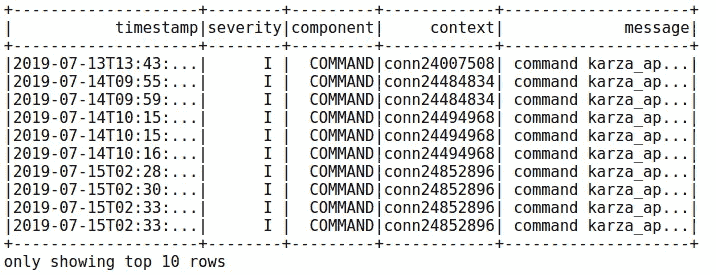 +--------------------+--------+---------+------------+--------------------+
|           timestamp|severity|component|     context|             message|
+--------------------+--------+---------+------------+--------------------+
|2019-07-13T13:43:...|       I |  COMMAND|conn24007508| command karza_ap...|
|2019-07-14T09:55:...|       I |  COMMAND|conn24484834| command karza_ap...|
|2019-07-14T09:59:...|       I |  COMMAND|conn24484834| command karza_ap...|
|2019-07-14T10:15:...|       I |  COMMAND|conn24494968| command karza_ap...|
|2019-07-14T10:15:...|       I |  COMMAND|conn24494968| command karza_ap...|
|2019-07-14T10:16:...|       I |  COMMAND|conn24494968| command karza_ap...|
|2019-07-15T02:28:...|       I |  COMMAND|conn24852896| command karza_ap...|
|2019-07-15T02:30:...|       I |  COMMAND|conn24852896| command karza_ap...|
|2019-07-15T02:33:...|       I |  COMMAND|conn24852896| command karza_ap...|
|2019-07-15T02:33:...|       I |  COMMAND|conn24852896| command karza_ap...|
+--------------------+--------+---------+------------+--------------------+
only showing top 10 rows